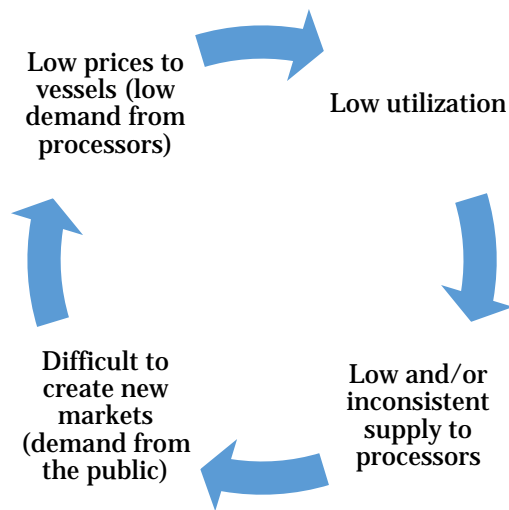 Low prices to
vessels (low
demand from
processors)
Low utilization
Low and/or
inconsistent
supply to
processors
Difficult to
create new
markets
(demand from
the public)